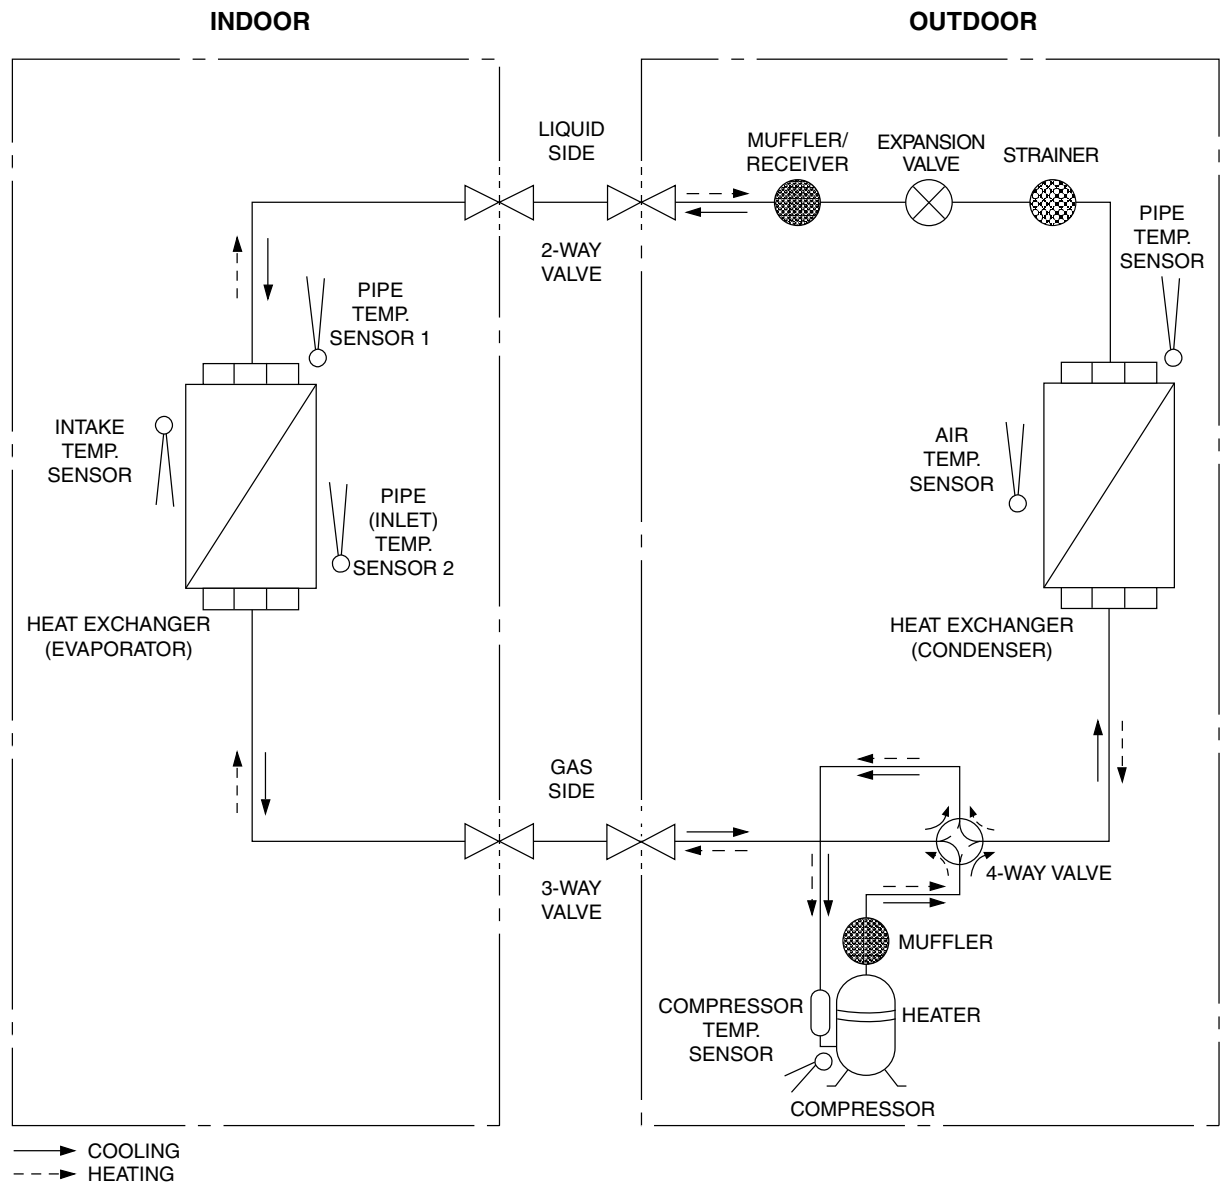 INDOOR
OUTDOOR
LIQUID
SIDE
MUFFLER/
RECEIVER
EXPANSION
VALVE
STRAINER
2-WAY
VALVE
PIPE
TEMP.
SENSOR
PIPE
TEMP.
SENSOR 1
INTAKE
TEMP.
SENSOR
AIR
TEMP.
SENSOR
PIPE
(INLET)
TEMP.
SENSOR 2
HEAT EXCHANGER
(EVAPORATOR)
HEAT EXCHANGER
(CONDENSER)
GAS
SIDE
3-WAY
VALVE
4-WAY VALVE
MUFFLER
COMPRESSOR
TEMP.
SENSOR
HEATER
COMPRESSOR
COOLING
HEATING